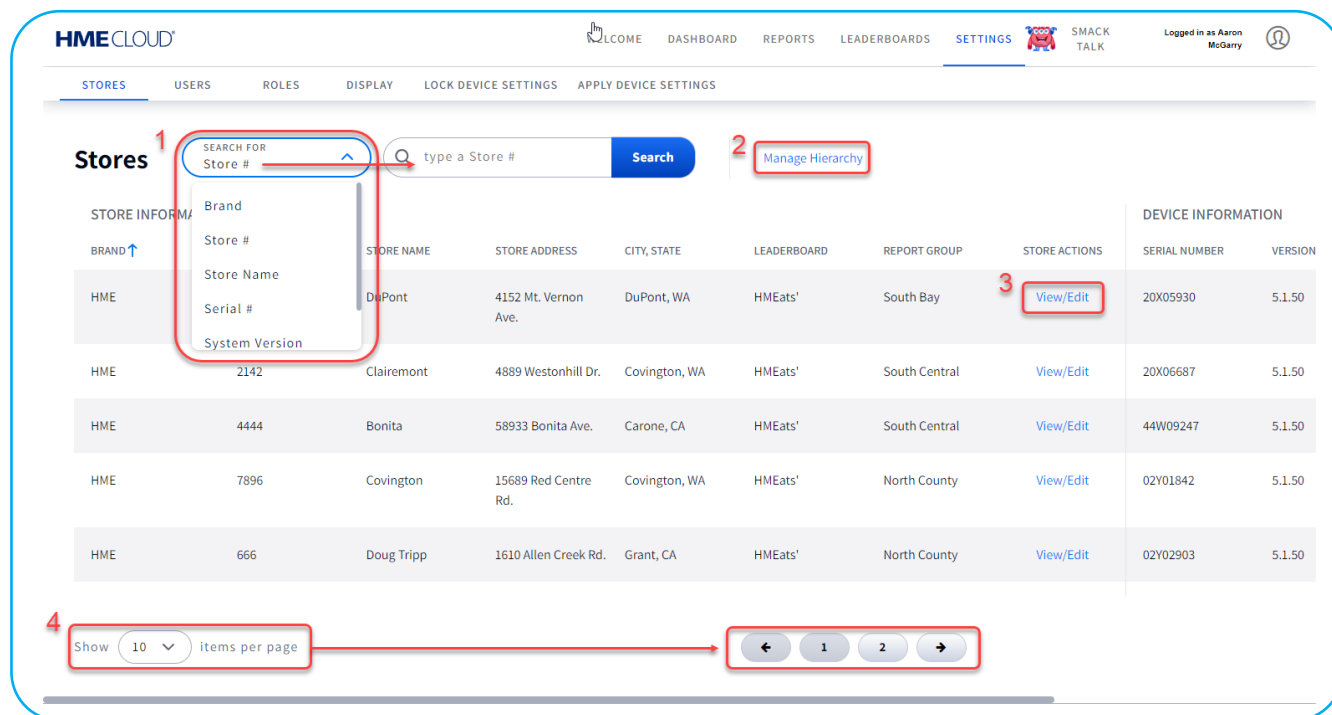 HME CLOUD®
WELCOME DASHBOARD REPORTS LEADERBOARDS SETTINGS SMACK TALK Logged in as Aaron McGarry
STORES USERS ROLES DISPLAY LOCK DEVICE SETTINGS APPLY DEVICE SETTINGS
Stores 1 SEARCH FOR Store # type a Store # Search 2 Manage Hierarchy
Brand
Store #
Store Name
Serial #
System Version
STORE INFORMA DEVICE INFORMATION
BRAND STORE NAME STORE ADDRESS CITY, STATE LEADERBOARD REPORT GROUP STORE ACTIONS SERIAL NUMBER VERSION
HME DuPont 4152 Mt. Vernon Ave. DuPont, WA HMEats' South Bay 3 View/Edit 20X05930 5.1.50
HME 2142 Clairemont 4889 Westonhill Dr. Covington, WA HMEats' South Central View/Edit 20X06687 5.1.50
HME 4444 Bonita 58933 Bonita Ave. Carone, CA HMEats' South Central View/Edit 44W09247 5.1.50
HME 7896 Covington 15689 Red Centre Rd. Covington, WA HMEats' North County View/Edit 02Y01842 5.1.50
HME 666 Doug Tripp 1610 Allen Creek Rd. Grant, CA HMEats' North County View/Edit 02Y02903 5.1.50
4 Show 10 items per page 1 2